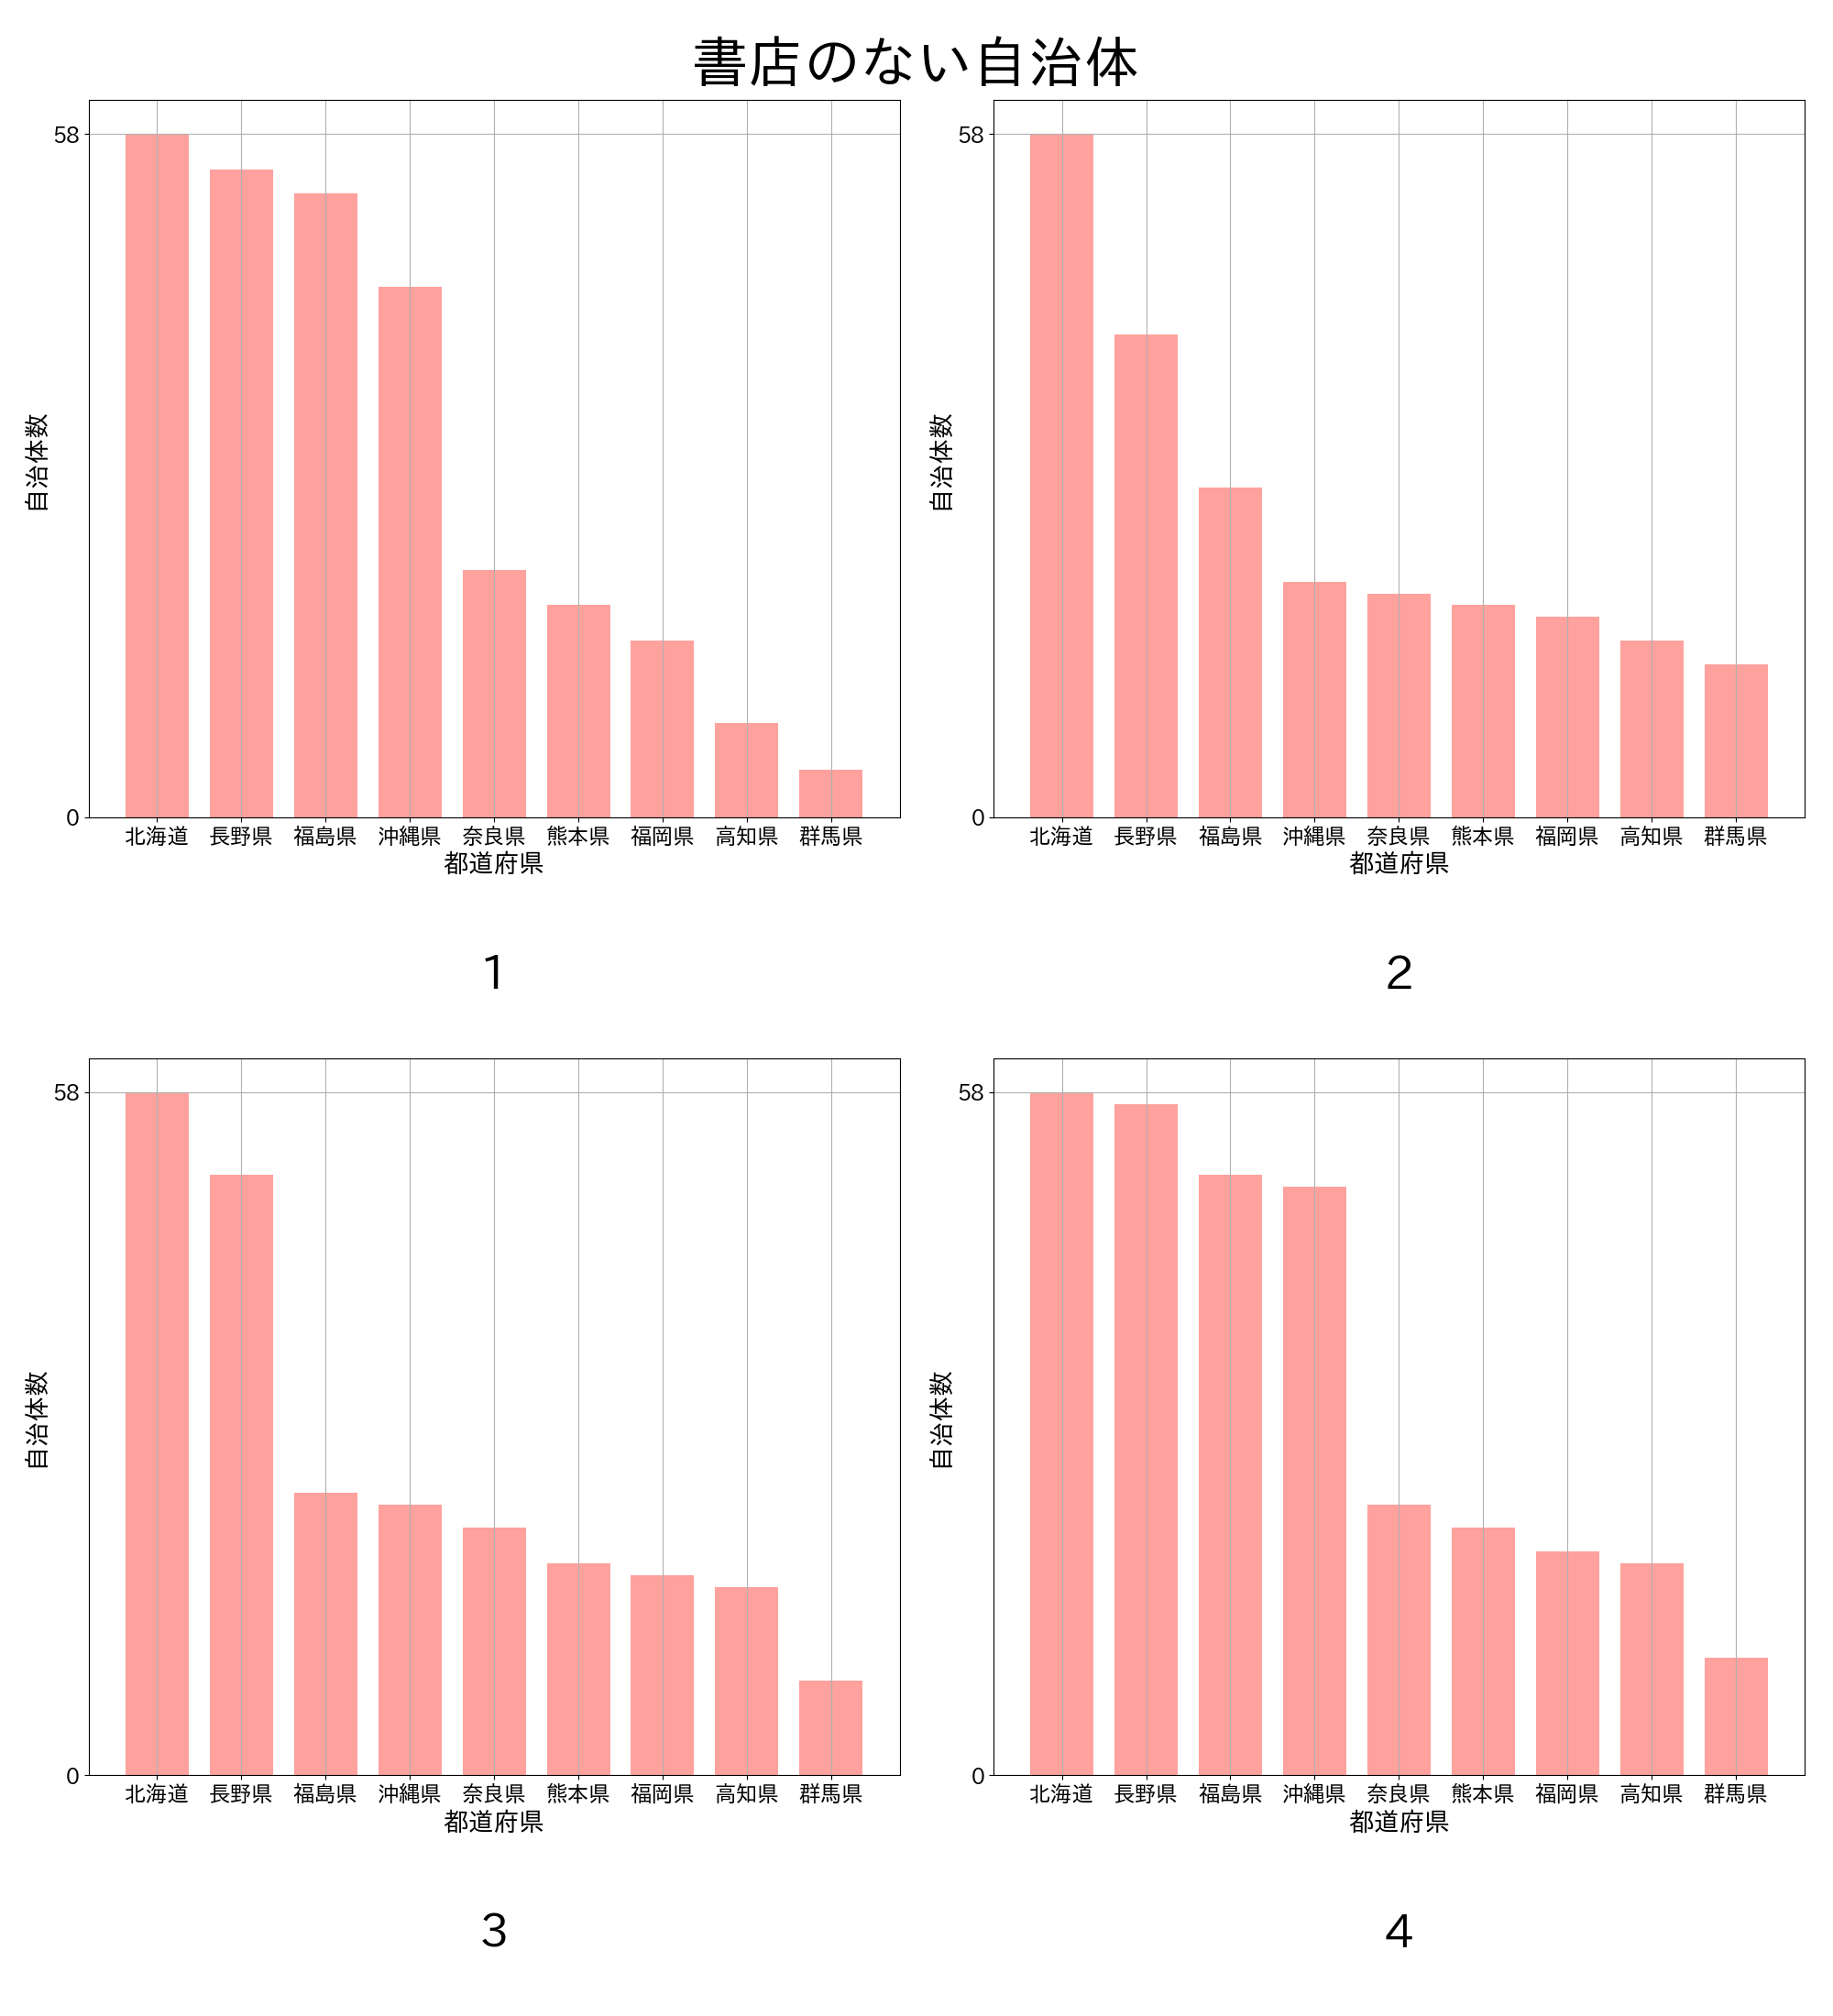 書店のない自治体
58
0
自治体数
北海道 長野県 福島県 沖縄県 奈良県 熊本県 福岡県 高知県 群馬県
都道府県
1
58
0
自治体数
北海道 長野県 福島県 沖縄県 奈良県 熊本県 福岡県 高知県 群馬県
都道府県
2
58
0
自治体数
北海道 長野県 福島県 沖縄県 奈良県 熊本県 福岡県 高知県 群馬県
都道府県
3
58
0
自治体数
北海道 長野県 福島県 沖縄県 奈良県 熊本県 福岡県 高知県 群馬県
都道府県
4